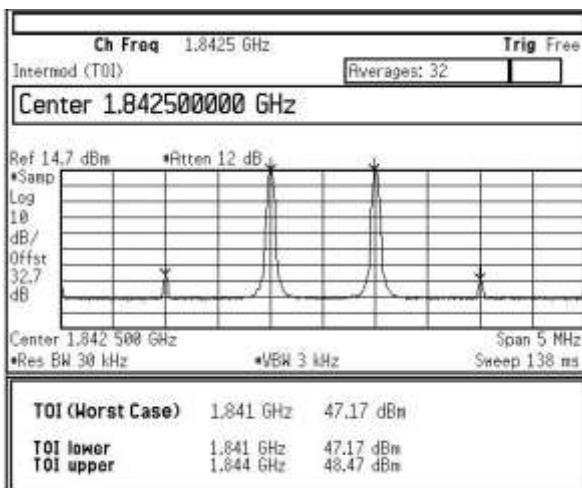 Ch Freq 1.8425 GHz Trig Free
Intermod (TOI) Averages: 32
Center 1.842500000 GHz
Ref 14.7 dBm *Atten 12 dB
*Samp
Log
10
dB/
Offst
32.7
dB
Center 1.842 500 GHz Span 5 MHz
*Res BW 30 kHz *VBW 3 kHz Sweep 138 ms
TOI (Worst Case) 1.841 GHz 47.17 dBm
TOI lower 1.841 GHz 47.17 dBm
TOI upper 1.844 GHz 48.47 dBm